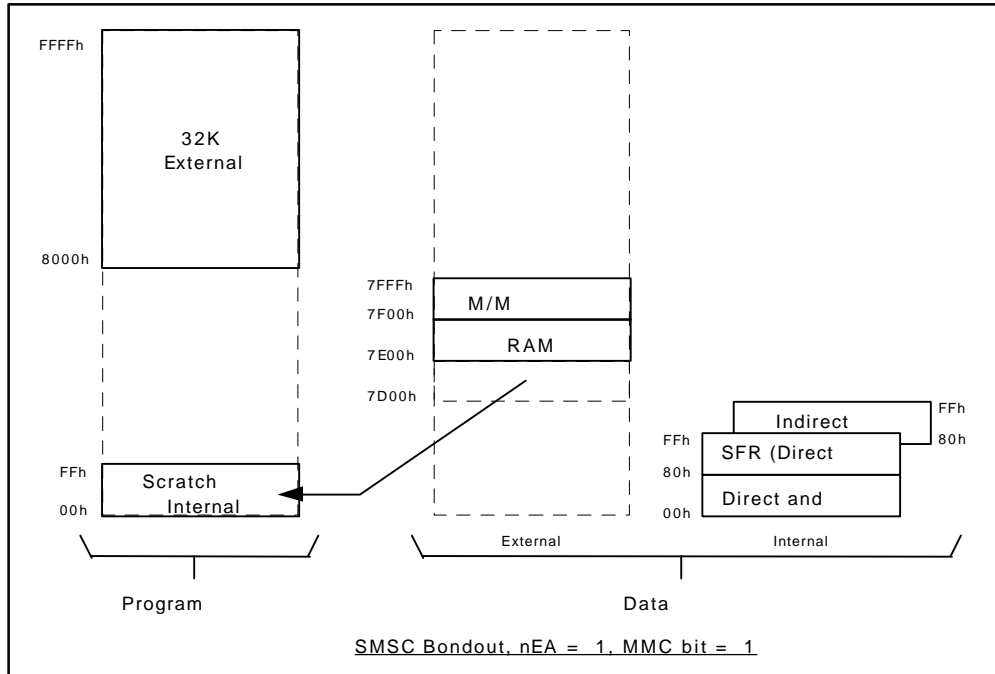 FFFFh
32K
External
8000h
FFh
Scratch
Internal
00h
Program
7FFFh
M/M
7F00h
RAM
7E00h
7D00h
Indirect
FFh
80h
FFh
SFR (Direct
80h
Direct and
00h
External
Internal
Data
SMSC Bondout, nEA = 1, MMC bit = 1